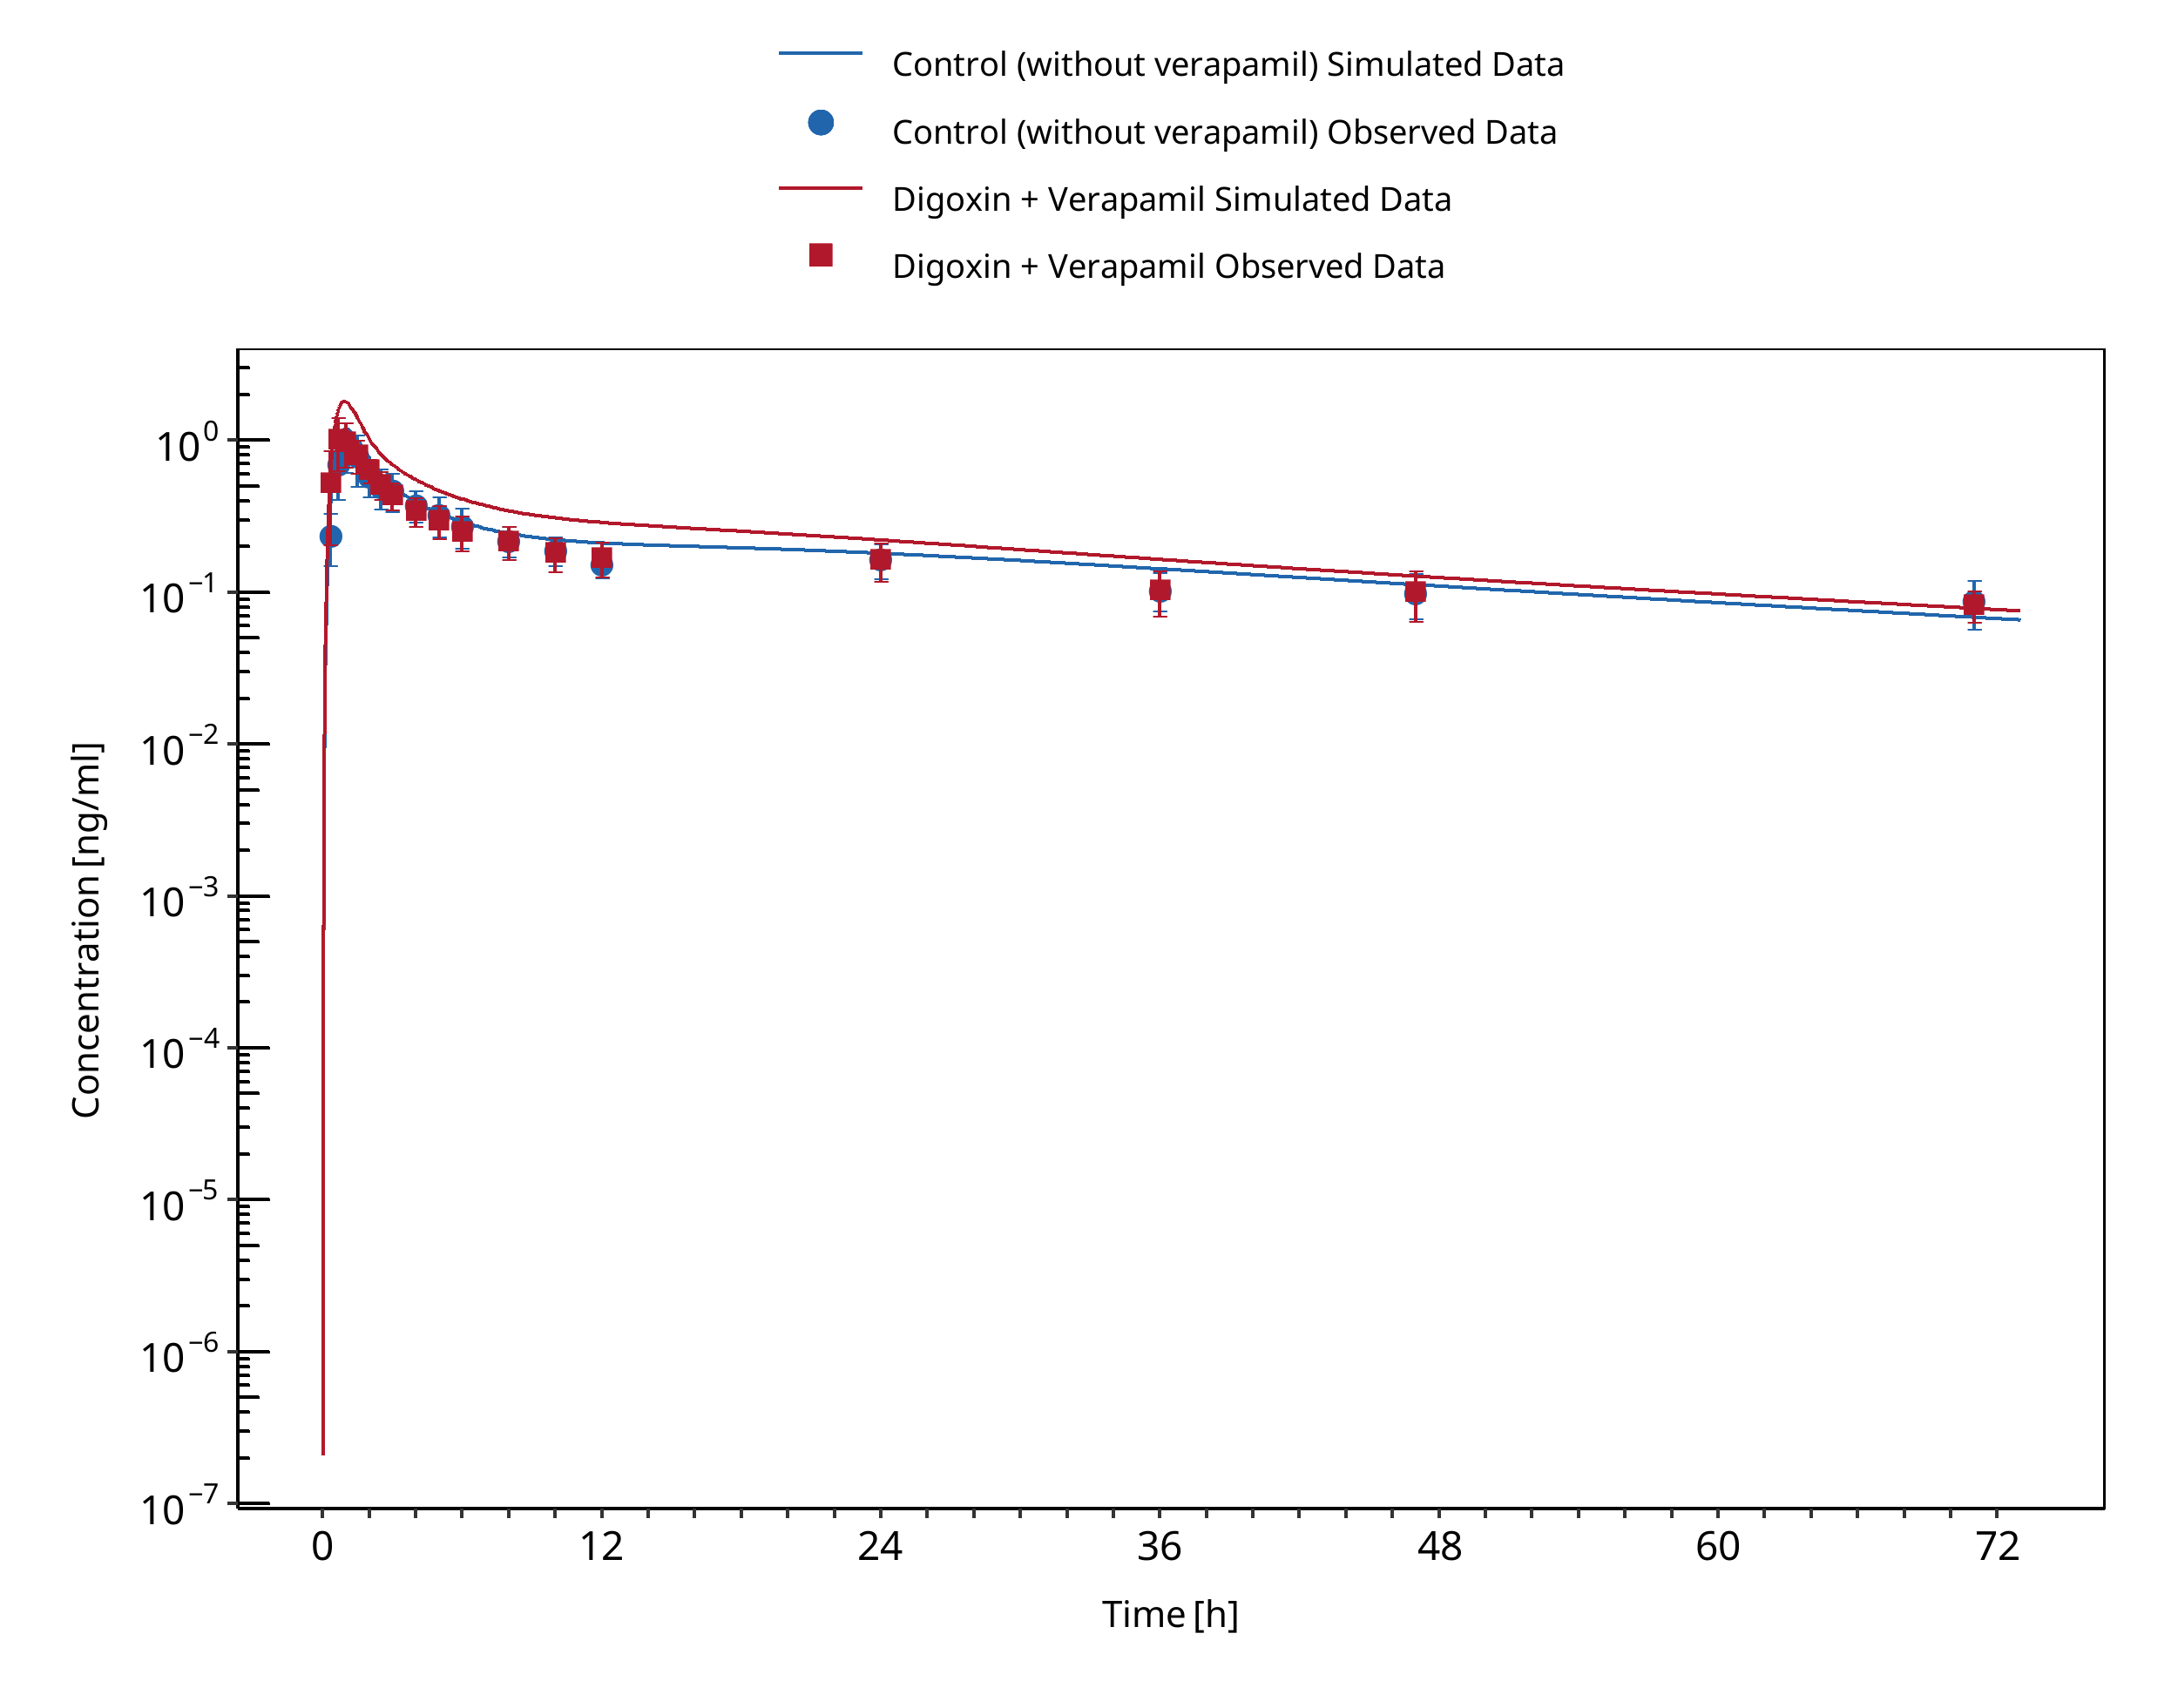 Control (without verapamil) Simulated Data
Control (without verapamil) Observed Data
Digoxin + Verapamil Simulated Data
Digoxin + Verapamil Observed Data
10⁰
10⁻¹
10⁻²
10⁻³
10⁻⁴
10⁻⁵
10⁻⁶
10⁻⁷
Concentration [ng/ml]
0 12 24 36 48 60 72
Time [h]